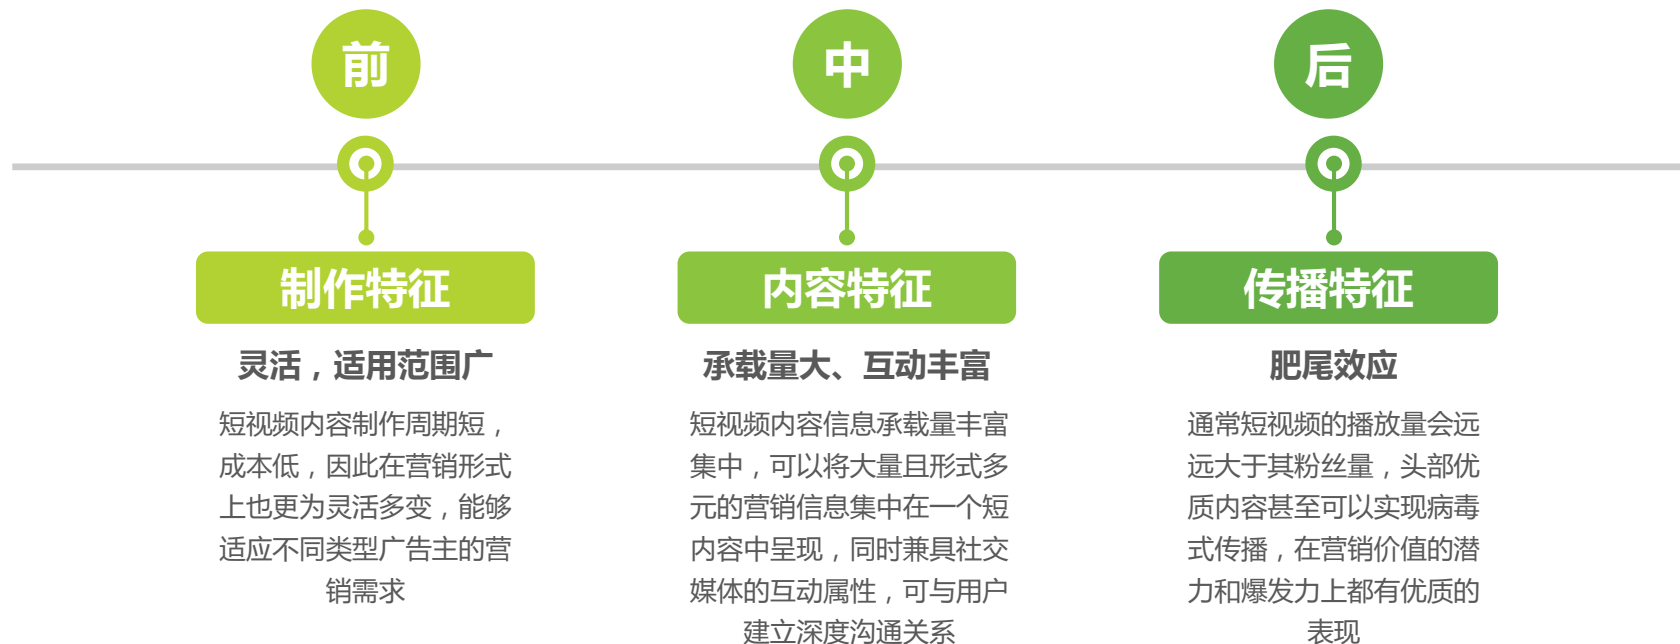 前
制作特征
灵活，适用范围广
短视频内容制作周期短，
成本低，因此在营销形式
上也更为灵活多变，能够
适应不同类型广告主的营
销需求
中
内容特征
承载量大、互动丰富
短视频内容信息承载量丰富
集中，可以将大量且形式多
元的营销信息集中在一个短
内容中呈现，同时兼具社交
媒体的互动属性，可与用户
建立深度沟通关系
后
传播特征
肥尾效应
通常短视频的播放量会远
远大于其粉丝量，头部优
质内容甚至可以实现病毒
式传播，在营销价值的潜
力和爆发力上都有优质的
表现